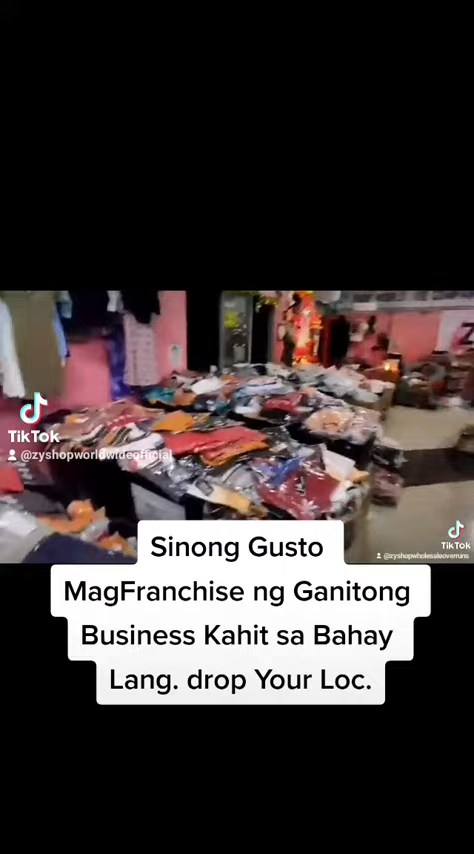 TikTok
@zyshopworldwideofficial
TikTok
@zyshopwholesaleoverruns
Sinong Gusto
MagFranchise ng Ganitong
Business Kahit sa Bahay
Lang. drop Your Loc.